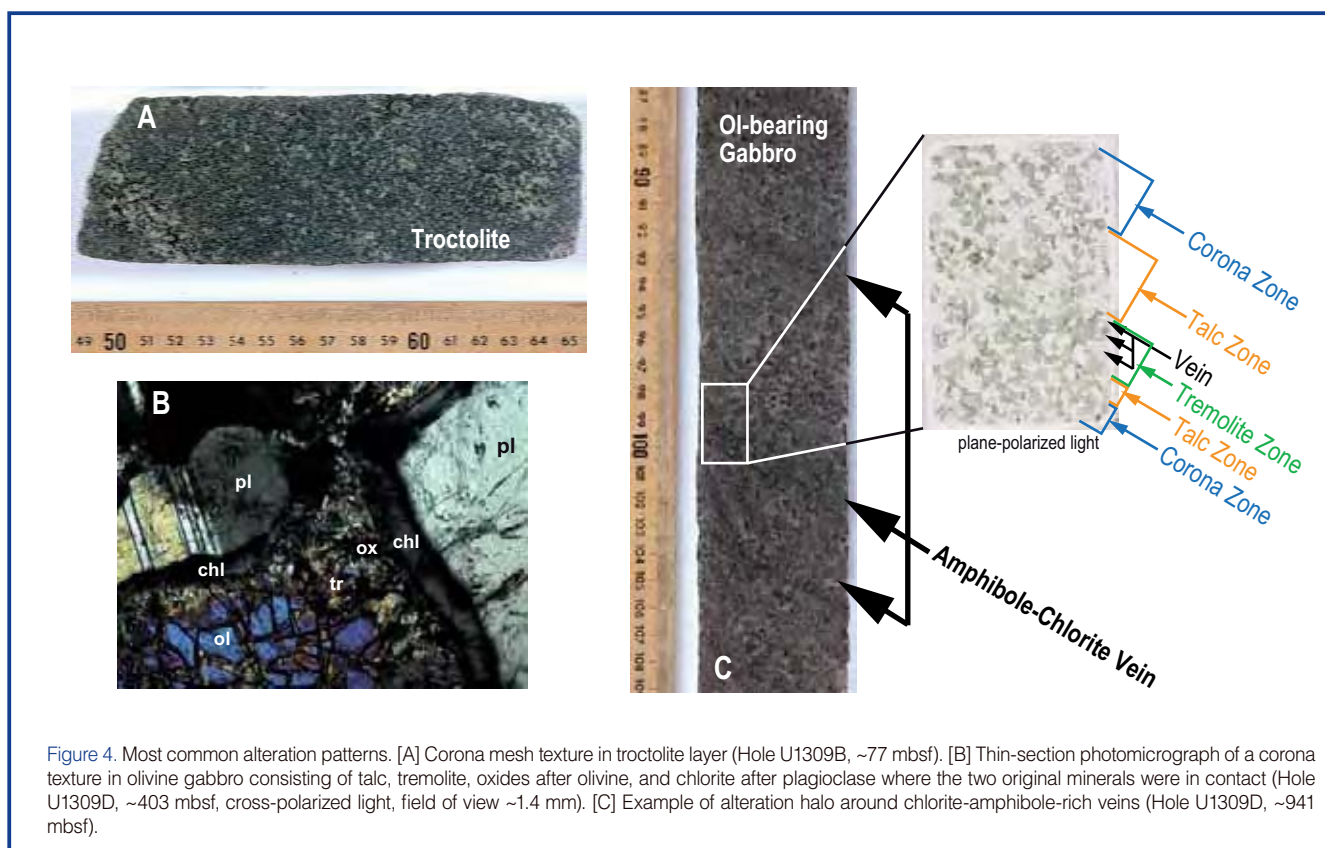 A
Troctolite
49 50 51 52 53 54 55 56 57 58 59 60 61 62 63 64 65
B
pl
pl
chl
ox
chl
tr
ol
Ol-bearing
Gabbro
90
100
C
plane-polarized light
Corona Zone
Talc Zone
Vein
Tremolite Zone
Talc Zone
Corona Zone
Amphibole-Chlorite Vein
Figure 4. Most common alteration patterns. [A] Corona mesh texture in troctolite layer (Hole U1309B, ~77 mbsf). [B] Thin-section photomicrograph of a corona
texture in olivine gabbro consisting of talc, tremolite, oxides after olivine, and chlorite after plagioclase where the two original minerals were in contact (Hole
U1309D, ~403 mbsf, cross-polarized light, field of view ~1.4 mm). [C] Example of alteration halo around chlorite-amphibole-rich veins (Hole U1309D, ~941
mbsf).